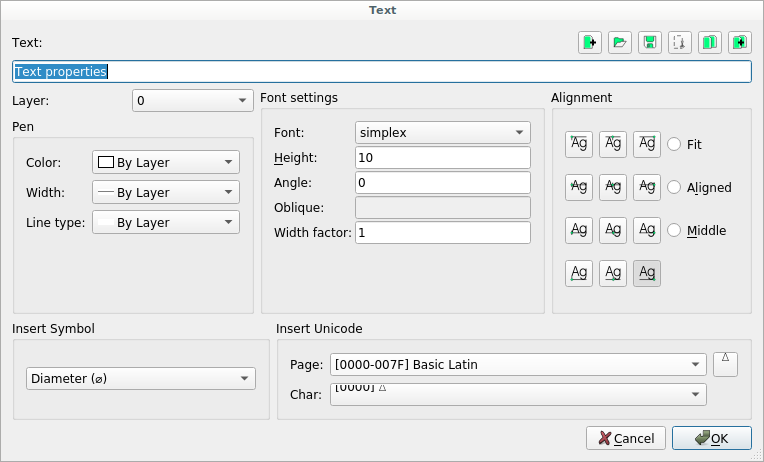 Text
Text:
Text properties
Layer: 0
Font settings
Alignment
Pen
Font: simplex
Ag Ag Ag Fit
Color: By Layer
Height: 10
Width: By Layer
Angle: 0
Ag Ag Ag Aligned
Line type: By Layer
Oblique:
Width factor: 1
Ag Ag Ag Middle
Ag Ag Ag
Insert Symbol
Insert Unicode
Page: [0000-007F] Basic Latin
Diameter (⌀)
Char: [0000]
Cancel
OK